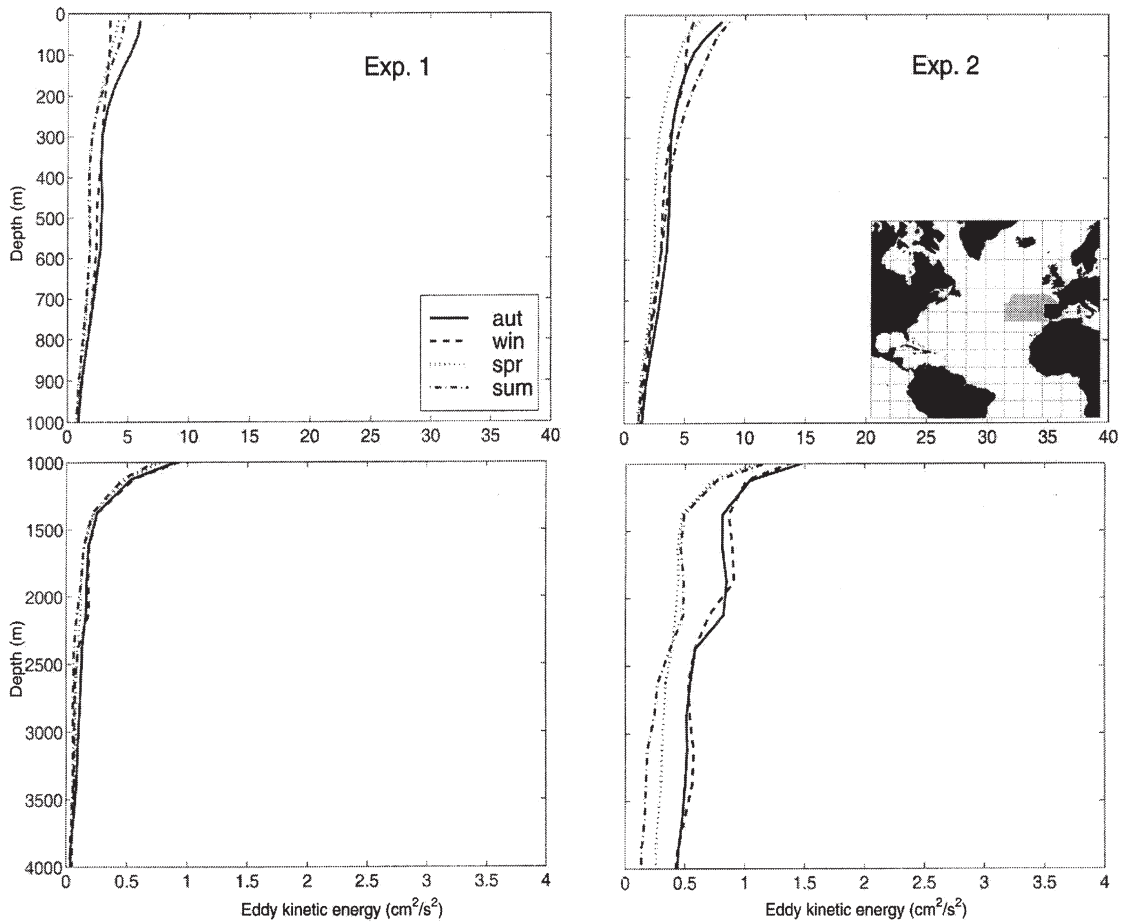 Exp. 1
Exp. 2
Depth (m)
0
100
200
300
400
500
600
700
800
900
1000
aut
win
spr
sum
0 5 10 15 20 25 30 35 40
0 5 10 15 20 25 30 35 40
Depth (m)
1000
1500
2000
2500
3000
3500
4000
0 0.5 1 1.5 2 2.5 3 3.5 4
0 0.5 1 1.5 2 2.5 3 3.5 4
Eddy kinetic energy (cm²/s²)
Eddy kinetic energy (cm²/s²)